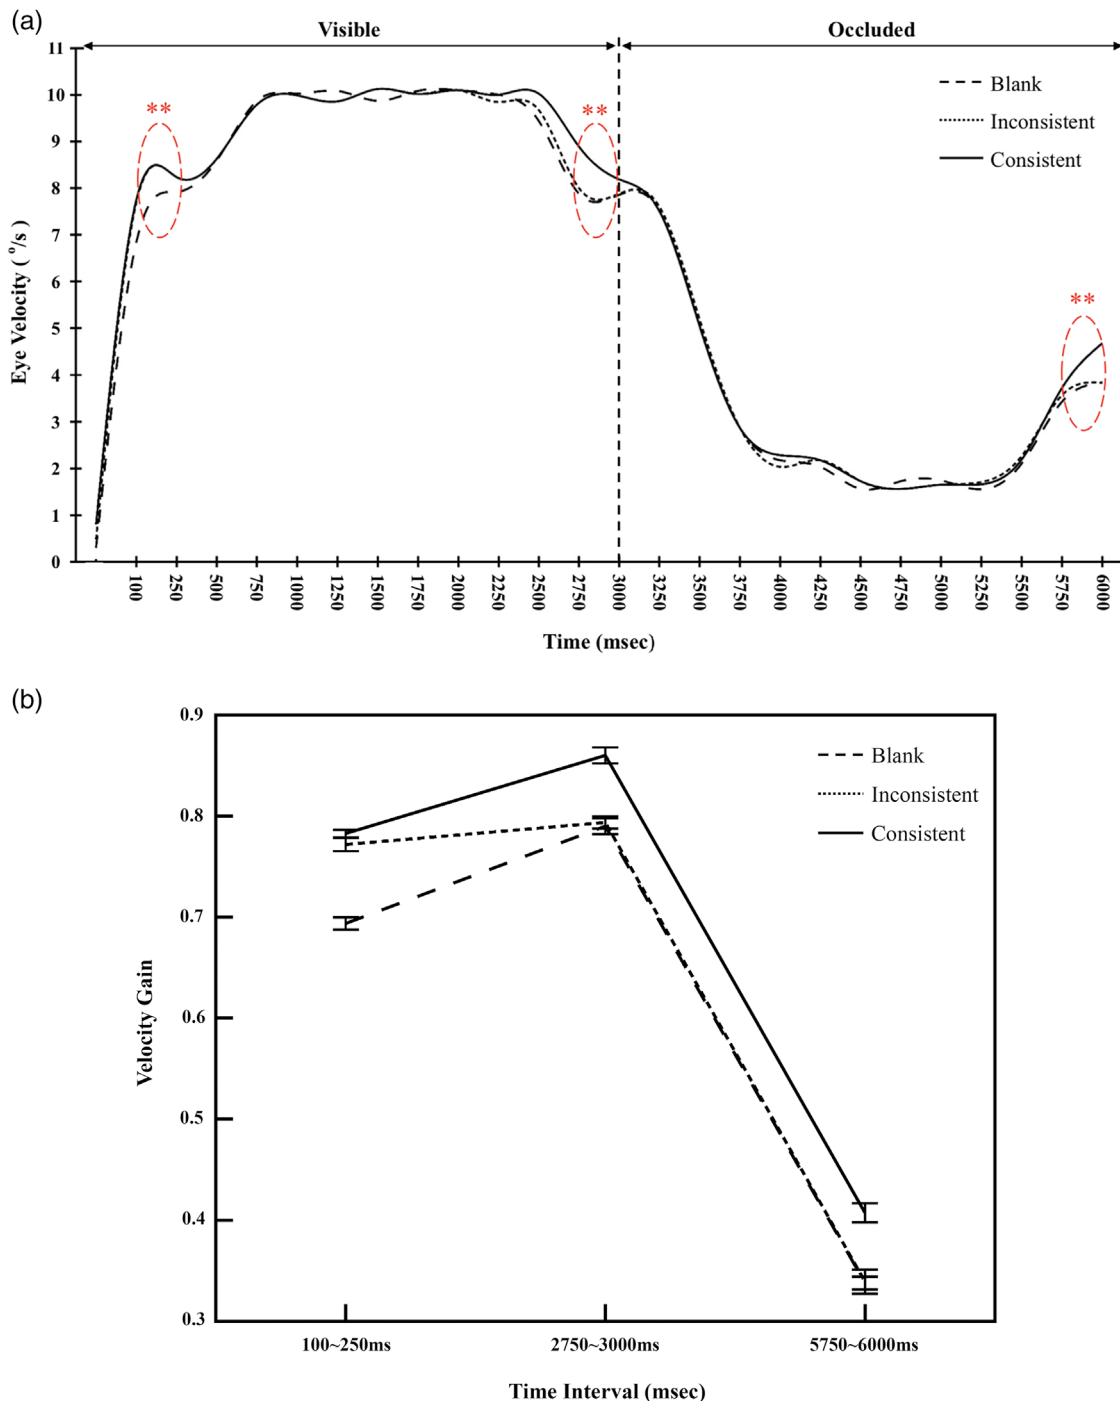 (a)
Visible
Occluded
11
10
9
8
7
6
5
4
3
2
1
0
Eye Velocity ( °/s )
**
**
**
Blank
Inconsistent
Consistent
100
250
500
750
1000
1250
1500
1750
2000
2250
2500
2750
3000
3250
3500
3750
4000
4250
4500
4750
5000
5250
5500
5750
6000
Time (msec)
(b)
0.9
0.8
0.7
0.6
0.5
0.4
0.3
Velocity Gain
Blank
Inconsistent
Consistent
100~250ms
2750~3000ms
5750~6000ms
Time Interval (msec)